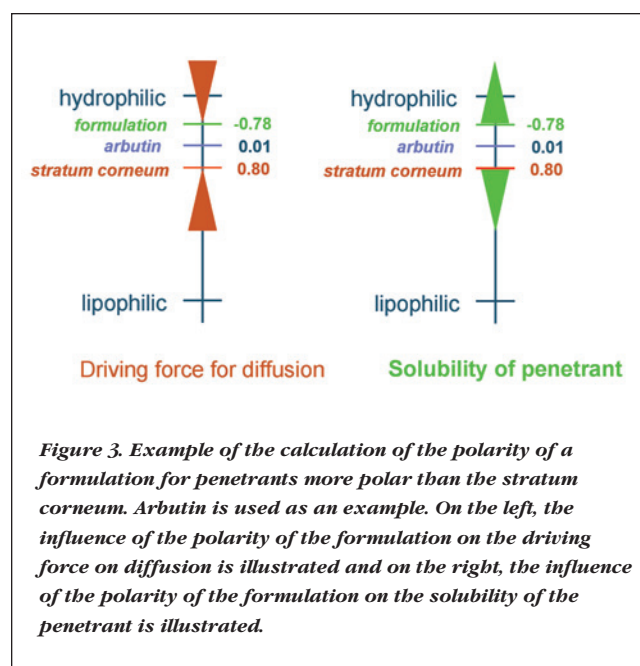 hydrophilic
formulation -0.78
arbutin 0.01
stratum corneum 0.80
lipophilic
Driving force for diffusion
hydrophilic
formulation -0.78
arbutin 0.01
stratum corneum 0.80
lipophilic
Solubility of penetrant
Figure 3. Example of the calculation of the polarity of a
formulation for penetrants more polar than the stratum
corneum. Arbutin is used as an example. On the left, the
influence of the polarity of the formulation on the driving
force on diffusion is illustrated and on the right, the influence
of the polarity of the formulation on the solubility of the
penetrant is illustrated.